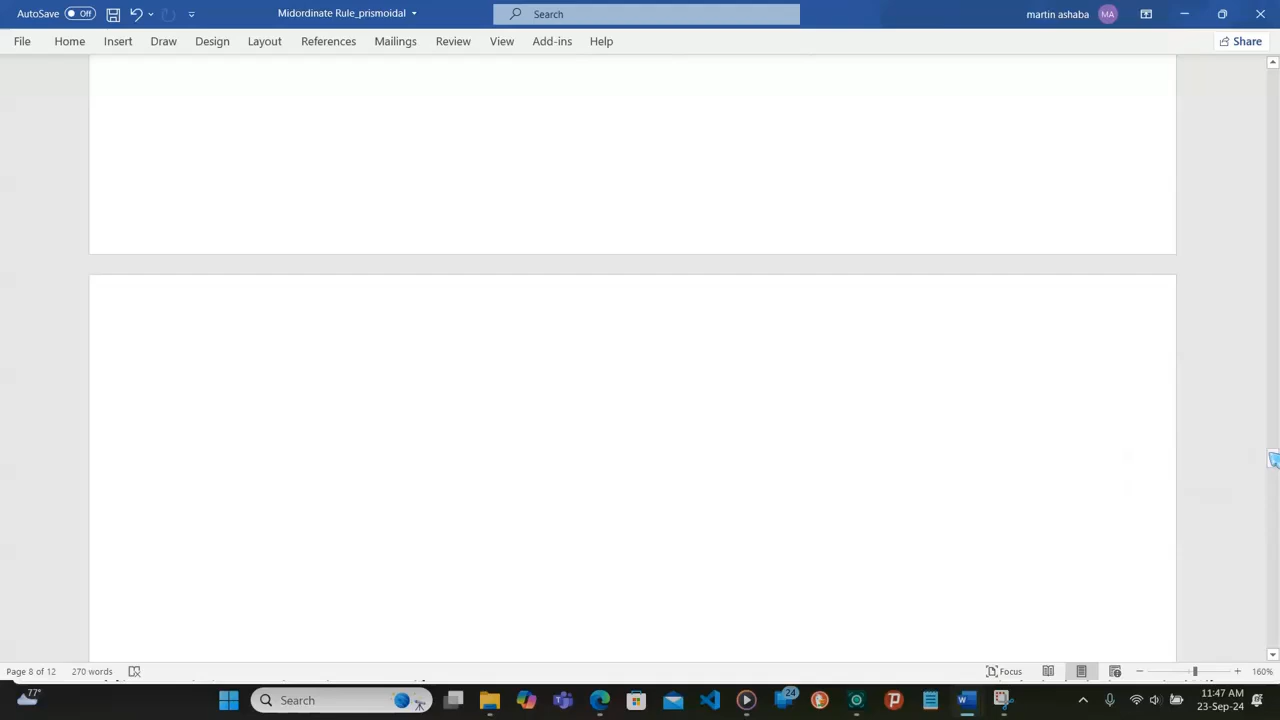 AutoSave Off Midordinate Rule_prismoidal Search martin ashaba MA
File Home Insert Draw Design Layout References Mailings Review View Add-ins Help Share
Page 8 of 12 270 words Focus 160%
77° Search 24 11:47 AM
23-Sep-24